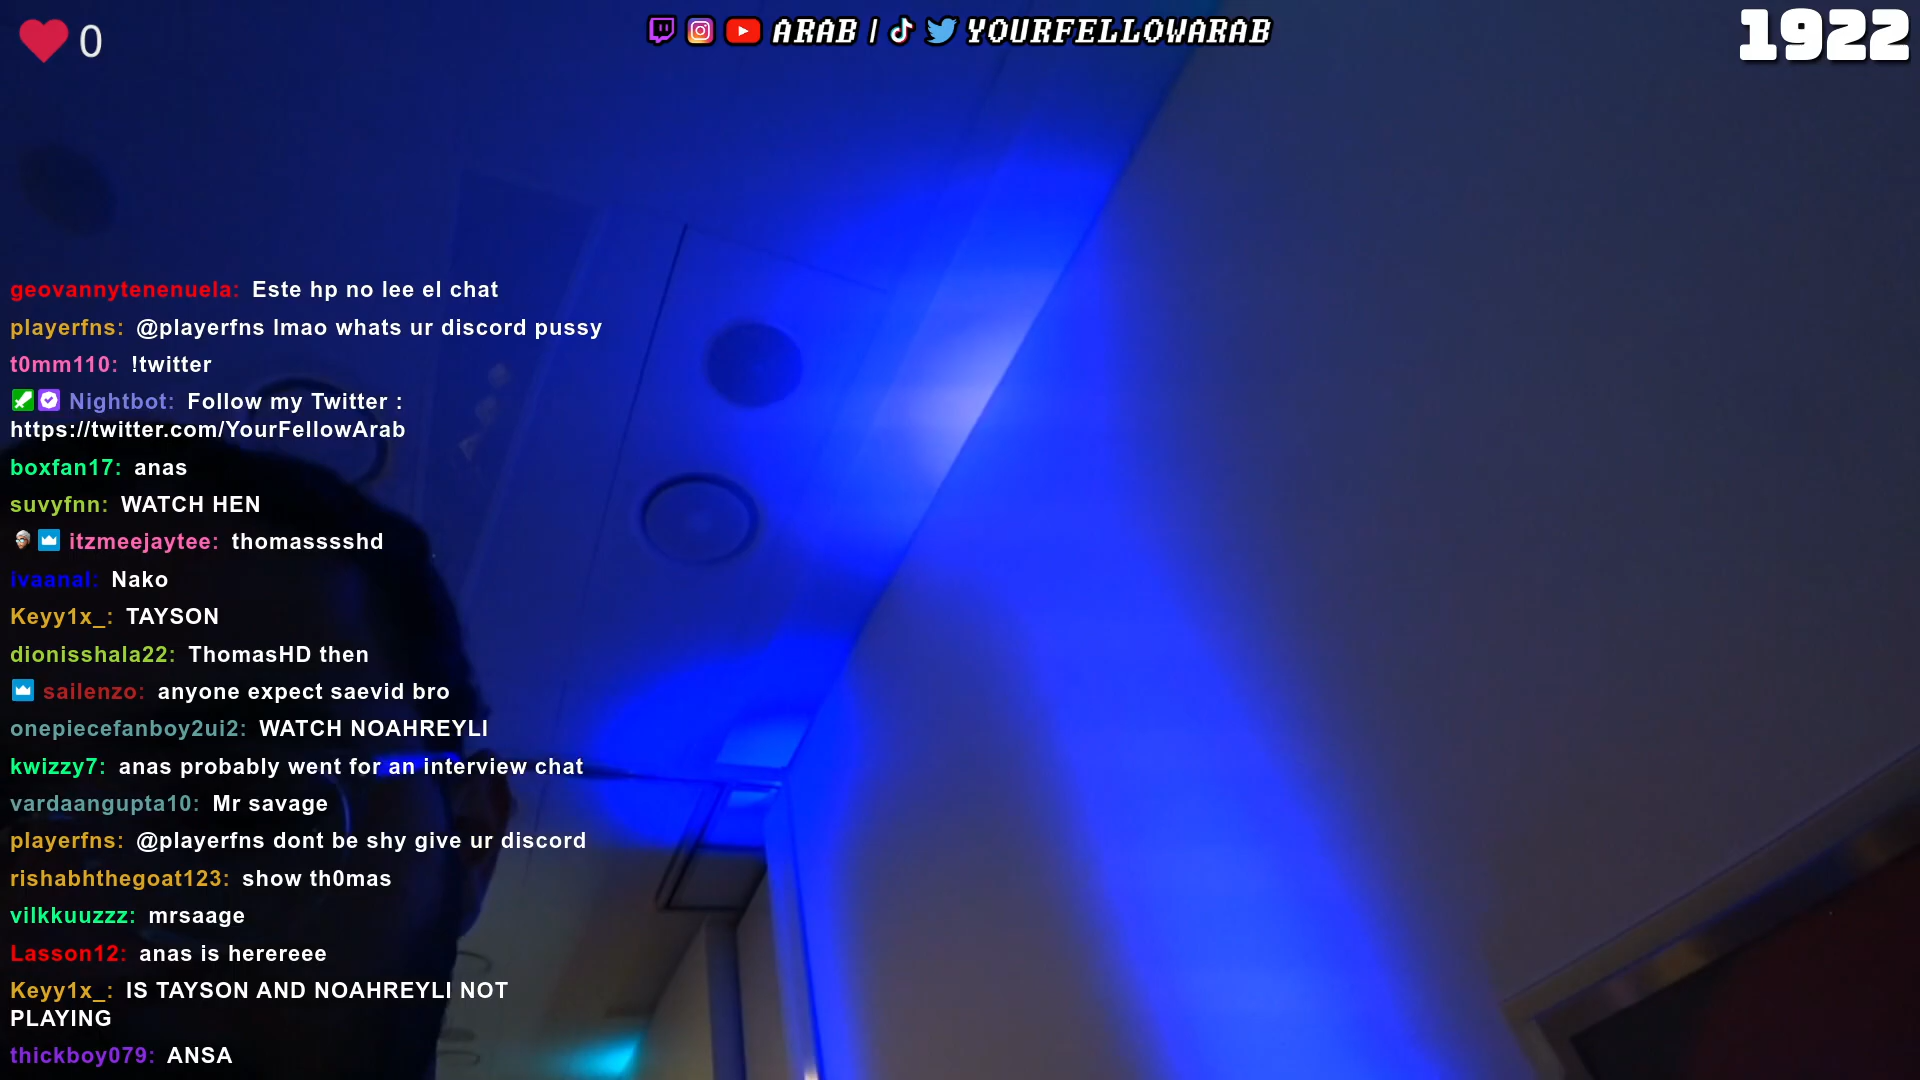 0
ARAB / YOURFELLOWARAB
1922
geovannytenenuela: Este hp no lee el chat
playerfns: @playerfns lmao whats ur discord pussy
t0mm110: !twitter
Nightbot: Follow my Twitter :
https://twitter.com/YourFellowArab
boxfan17: anas
suvyfnn: WATCH HEN
itzmeejaytee: thomasssshd
ivaanal: Nako
Keyy1x_: TAYSON
dionisshala22: ThomasHD then
sailenzo: anyone expect saevid bro
onepiecefanboy2ui2: WATCH NOAHREYLI
kwizzy7: anas probably went for an interview chat
vardaangupta10: Mr savage
playerfns: @playerfns dont be shy give ur discord
rishabhthegoat123: show th0mas
vilkkuuzzz: mrsaage
Lasson12: anas is herereee
Keyy1x_: IS TAYSON AND NOAHREYLI NOT
PLAYING
thickboy079: ANSA